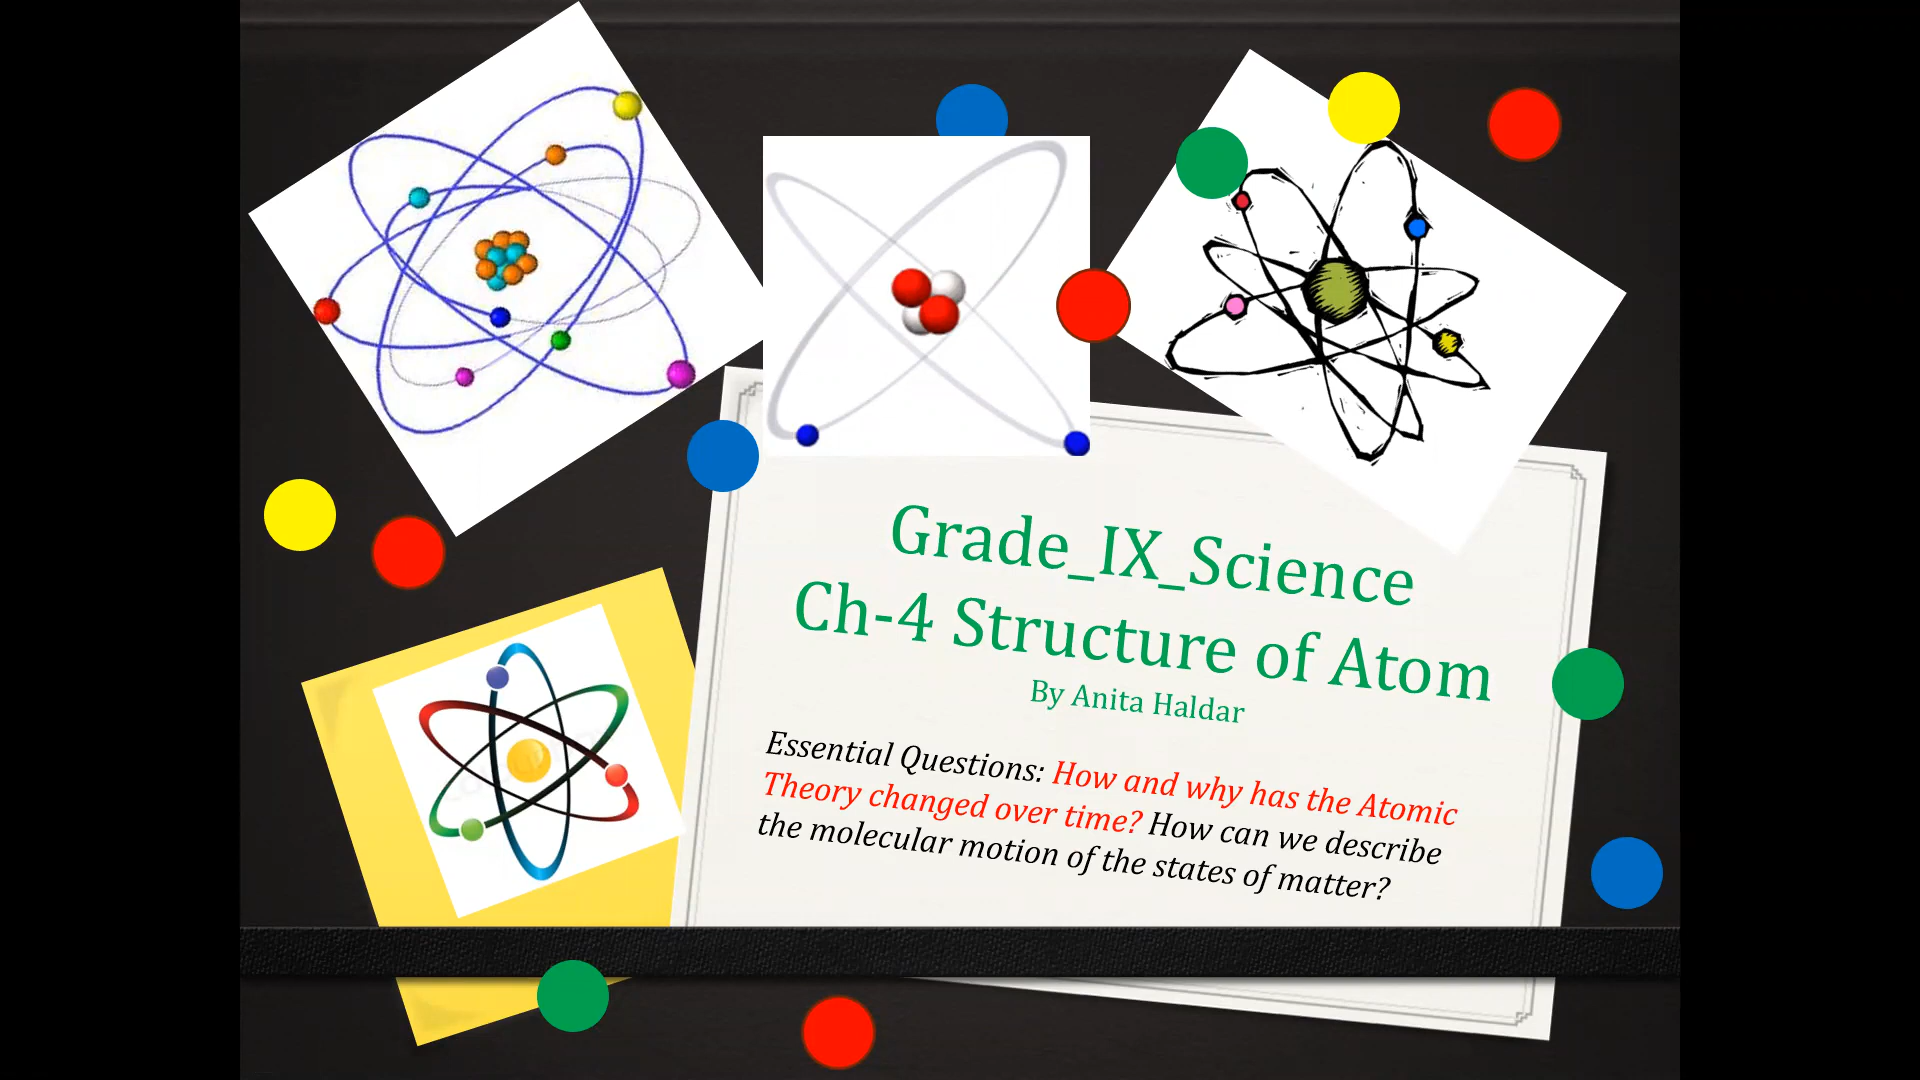 Grade_IX_Science
Ch-4 Structure of Atom
By Anita Haldar
Essential Questions: How and why has the Atomic
Theory changed over time? How can we describe
the molecular motion of the states of matter?